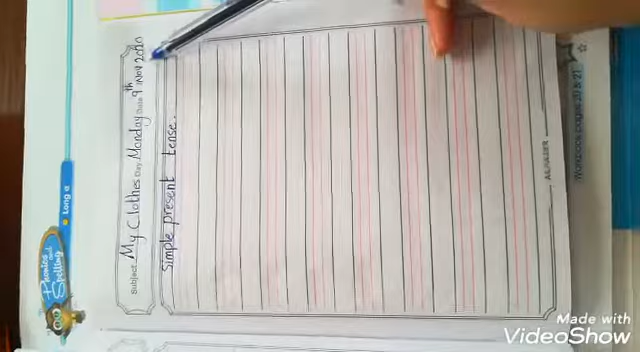 Phonics and Spelling
Long e
Subject: My Clothes Day Monday Date 9th Nov 2020
Simple present tense.
Workbook pages 20 & 21
Made with
VideoShow